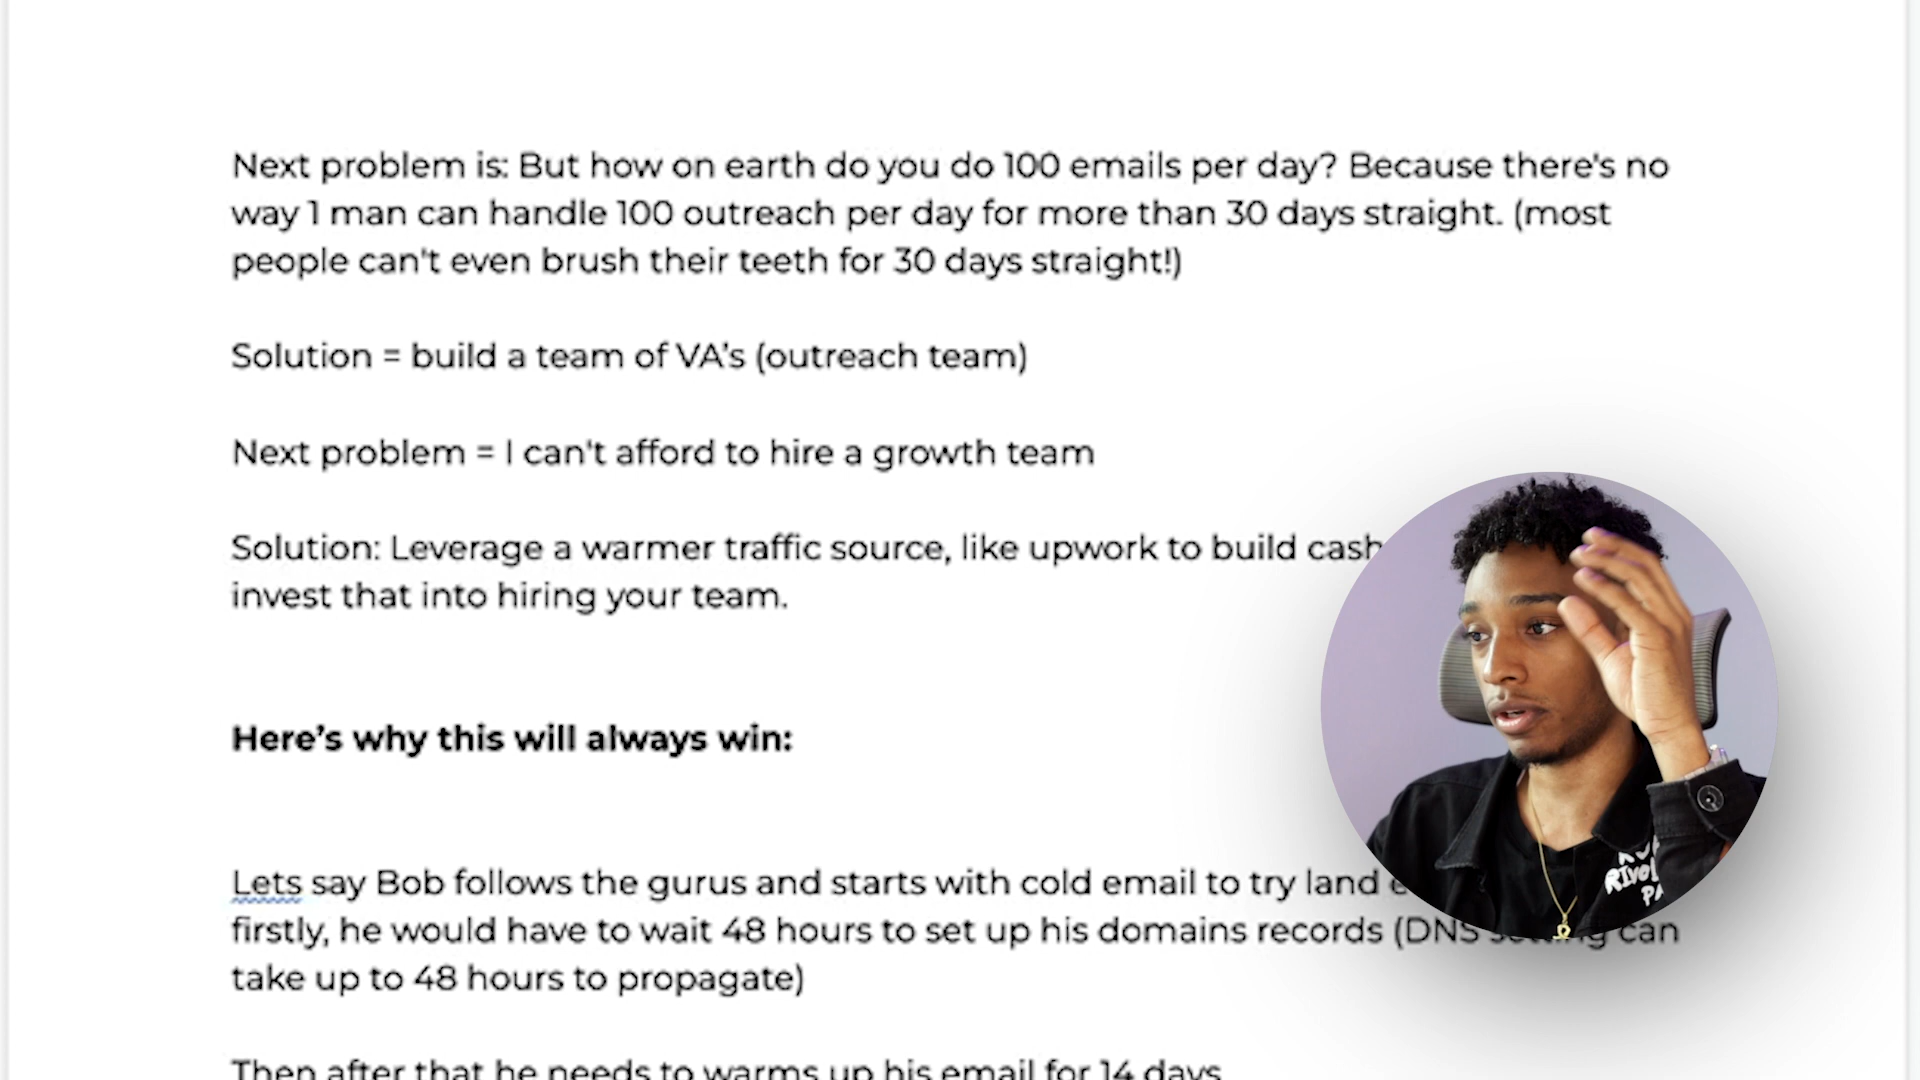 Next problem is: But how on earth do you do 100 emails per day? Because there's no
way 1 man can handle 100 outreach per day for more than 30 days straight. (most
people can't even brush their teeth for 30 days straight!)
Solution = build a team of VA's (outreach team)
Next problem = I can't afford to hire a growth team
Solution: Leverage a warmer traffic source, like upwork to build cash
invest that into hiring your team.
Here's why this will always win:
Lets say Bob follows the gurus and starts with cold email to try land
firstly, he would have to wait 48 hours to set up his domains records (DNS can
take up to 48 hours to propagate)
Then after that he needs to warms up his email for 14 days